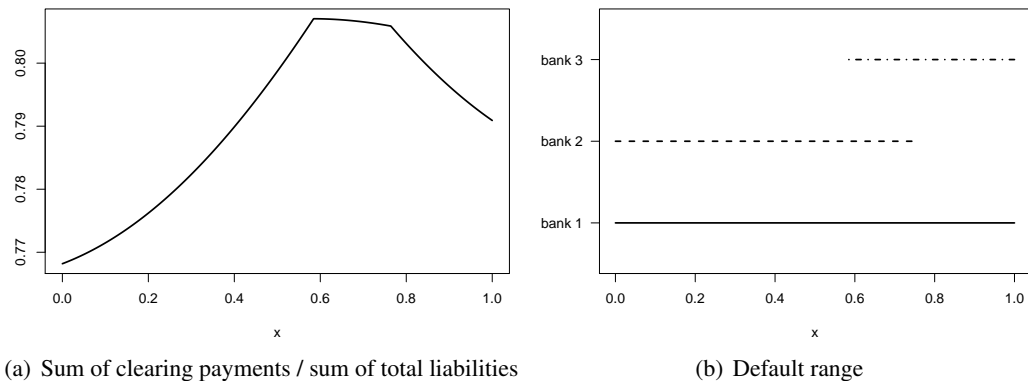 0.80
0.79
0.78
0.77
0.0 0.2 0.4 0.6 0.8 1.0
x
(a) Sum of clearing payments / sum of total liabilities
bank 3
bank 2
bank 1
0.0 0.2 0.4 0.6 0.8 1.0
x
(b) Default range